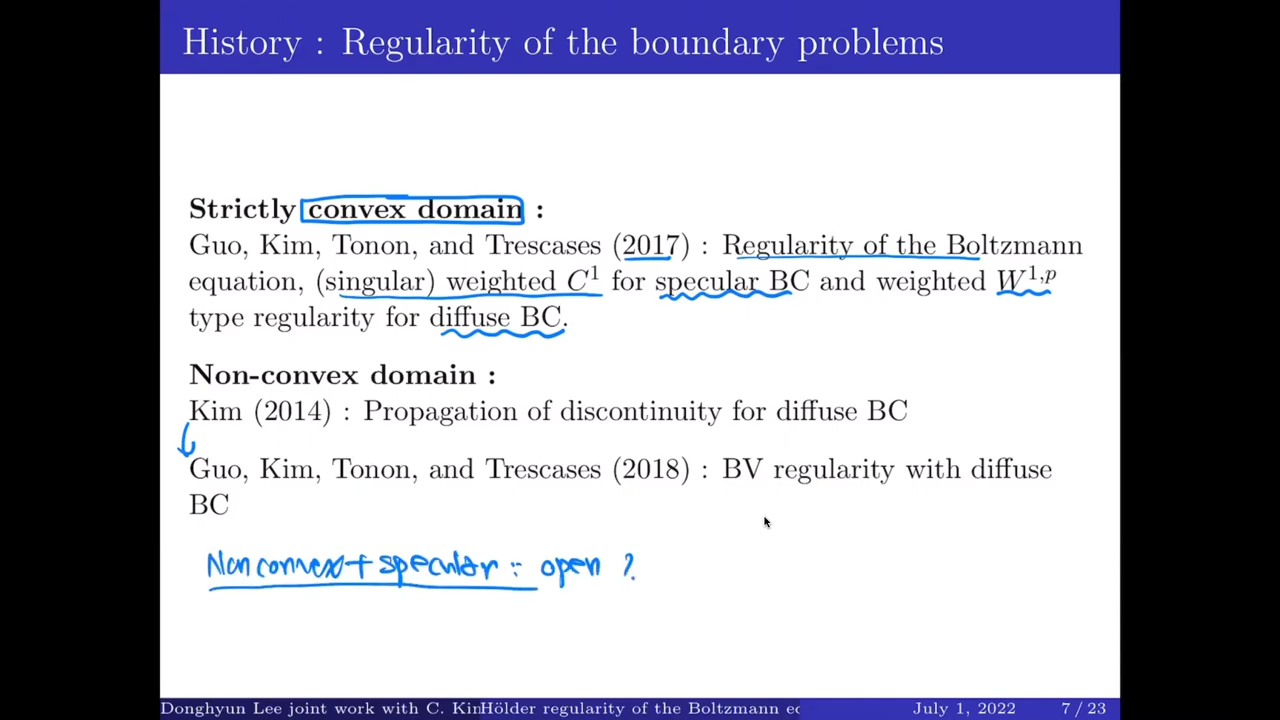 History : Regularity of the boundary problems
Strictly convex domain :
Guo, Kim, Tonon, and Trescases (2017) : Regularity of the Boltzmann
equation, (singular) weighted C^1 for specular BC and weighted W^{1,p}
type regularity for diffuse BC.
Non-convex domain :
Kim (2014) : Propagation of discontinuity for diffuse BC
Guo, Kim, Tonon, and Trescases (2018) : BV regularity with diffuse
BC
Nonconvex + specular :: open ?
Donghyun Lee joint work with C. Kim Hölder regularity of the Boltzmann eq July 1, 2022 7 / 23